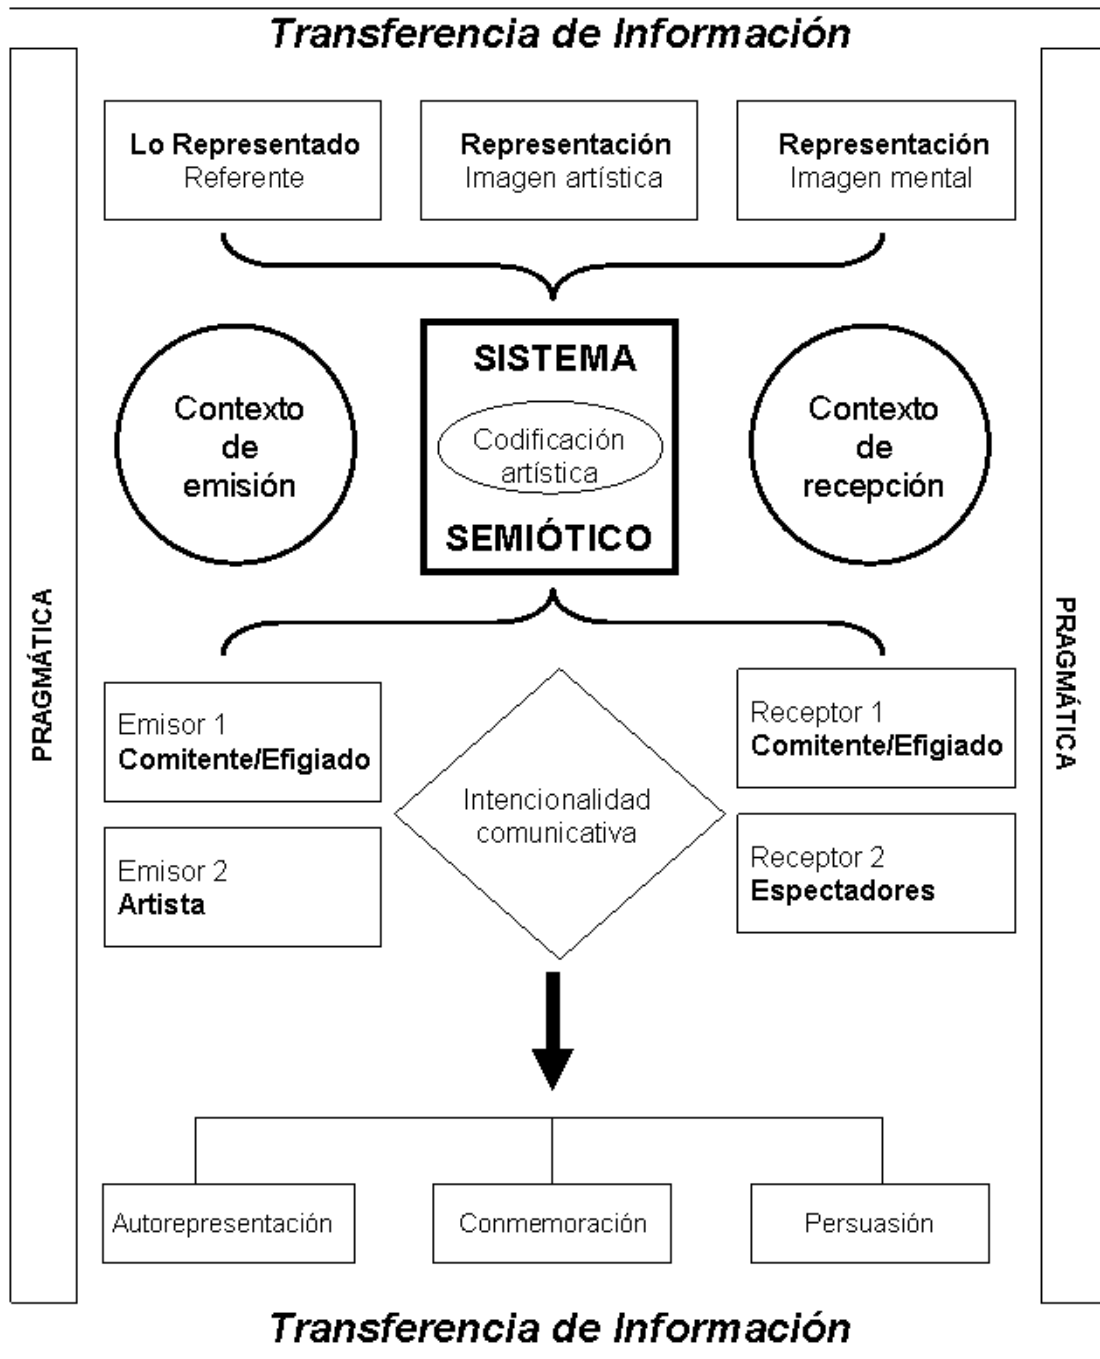 Transferencia de Información
Lo Representado
Referente
Representación
Imagen artística
Representación
Imagen mental
Contexto
de
emisión
SISTEMA
Codificación
artística
SEMIÓTICO
Contexto
de
recepción
PRAGMÁTICA
PRAGMÁTICA
Emisor 1
Comitente/Efigiado
Emisor 2
Artista
Intencionalidad
comunicativa
Receptor 1
Comitente/Efigiado
Receptor 2
Espectadores
Autorepresentación
Conmemoración
Persuasión
Transferencia de Información